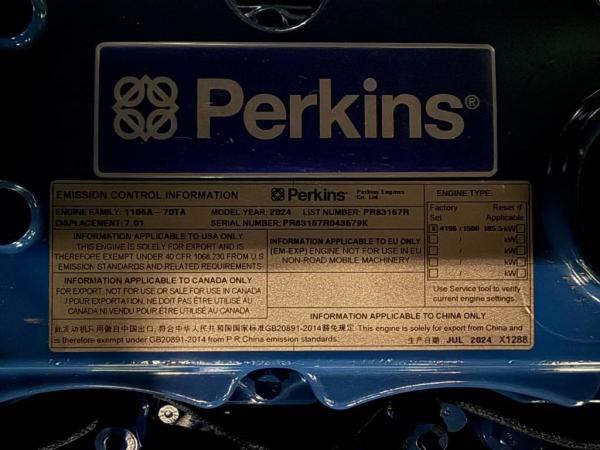 Perkins®
EMISSION CONTROL INFORMATION
Perkins®
Perkins Engines
Co. Ltd
ENGINE FAMILY: 1106A-70TA MODEL YEAR: 2024 LIST NUMBER: PR83167R
DISPLACEMENT: 7.01 SERIAL NUMBER: PR83167R043679K
INFORMATION APPLICABLE TO USA ONLY
THIS ENGINE IS SOLELY FOR EXPORT AND IS
THEREFORE EXEMPT UNDER 40 CFR 1068.230 FROM U.S
EMISSION STANDARDS AND RELATED REQUIREMENTS
INFORMATION APPLICABLE TO EU ONLY
(EM-EXP) ENGINE NOT FOR USE IN EU
NON-ROAD MOBILE MACHINERY
INFORMATION APPLICABLE TO CANADA ONLY
FOR EXPORT, NOT FOR USE OR SALE FOR USE IN CANADA
/ POUR EXPORTATION. NE DOIT PAS ÊTRE UTILISÉ AU
CANADA NI VENDU POUR ÊTRE UTILISÉ AU CANADA
ENGINE TYPE:
Factory Reset if
Set Applicable
4196 / 1500 185.5 kW
/ kW
/ kW
/ kW
Use Service tool to verify
current engine settings
INFORMATION APPLICABLE TO CHINA ONLY
此发动机只用做自中国出口, 符合中华人民共和国国家标准GB20891-2014豁免规定. This engine is solely for export from China and
is therefore exempt under GB20891-2014 from P.R.China emission standards.
生产日期: JUL 2024 X1288